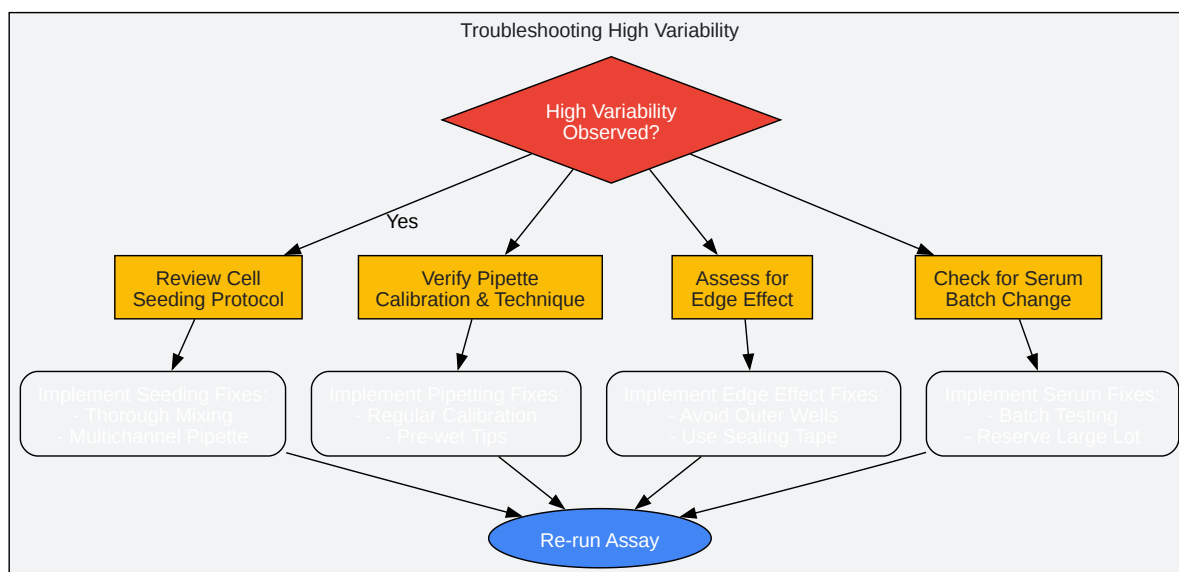 Troubleshooting High Variability
High Variability
Observed?
Yes
Review Cell
Seeding Protocol
Verify Pipette
Calibration & Technique
Assess for
Edge Effect
Check for Serum
Batch Change
Implement Seeding Fixes:
- Thorough Mixing
- Multichannel Pipette
Implement Pipetting Fixes:
- Regular Calibration
- Pre-wet Tips
Implement Edge Effect Fixes:
- Avoid Outer Wells
- Use Sealing Tape
Implement Serum Fixes:
- Batch Testing
- Reserve Large Lot
Re-run Assay